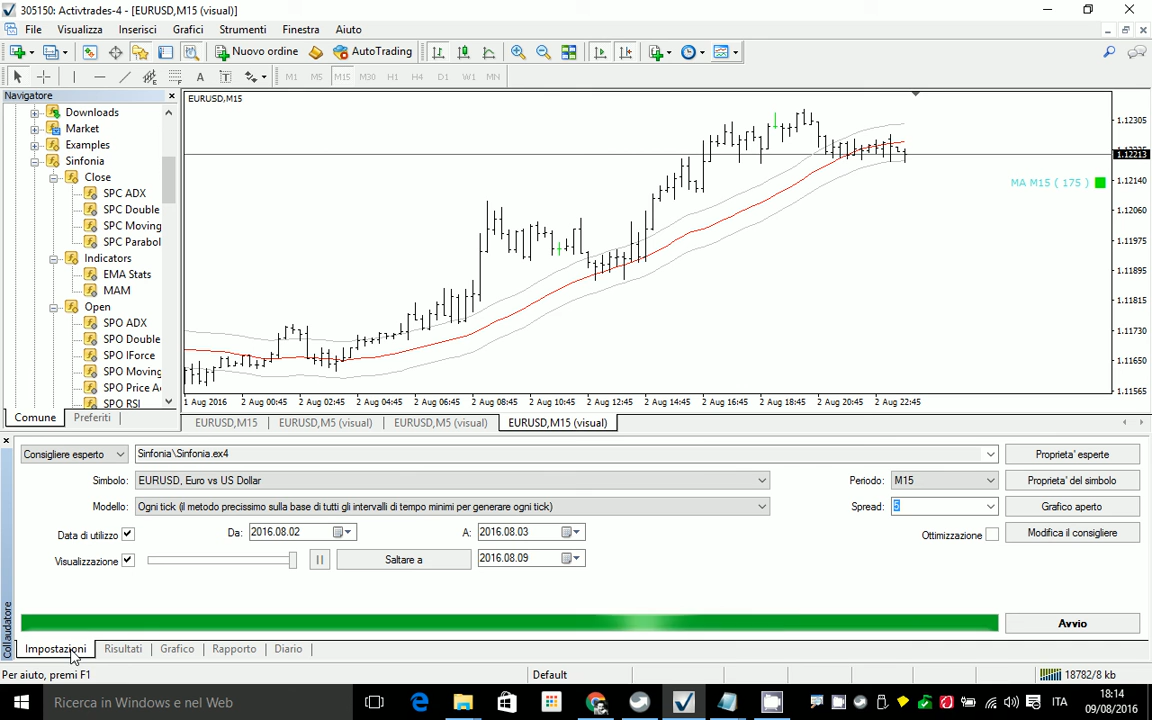 305150: Activtrades-4 - [EURUSD,M15 (visual)]
File Visualizza Inserisci Grafici Strumenti Finestra Aiuto
Nuovo ordine AutoTrading
A T M1 M5 M15 M30 H1 H4 D1 W1 MN
Navigatore
Downloads
Market
Examples
Sinfonia
Close
SPC ADX
SPC Double
SPC Moving
SPC Parabol
Indicators
EMA Stats
MAM
Open
SPO ADX
SPO Double
SPO IForce
SPO Moving
SPO Price A
SPO RSI
Comune Preferiti
EURUSD,M15
MA M15 ( 175 )
1.12305
1.12213
1.12140
1.12060
1.11975
1.11895
1.11815
1.11730
1.11650
1.11565
1 Aug 2016 2 Aug 00:45 2 Aug 02:45 2 Aug 04:45 2 Aug 06:45 2 Aug 08:45 2 Aug 10:45 2 Aug 12:45 2 Aug 14:45 2 Aug 16:45 2 Aug 18:45 2 Aug 20:45 2 Aug 22:45
EURUSD,M15 EURUSD,M5 (visual) EURUSD,M5 (visual) EURUSD,M15 (visual)
Consigliere esperto Sinfonia\Sinfonia.ex4 Proprieta' esperte
Simbolo: EURUSD, Euro vs US Dollar Periodo: M15 Proprieta' del simbolo
Modello: Ogni tick (il metodo precissimo sulla base di tutti gli intervalli di tempo minimi per generare ogni tick) Spread: 5 Grafico aperto
Data di utilizzo Da: 2016.08.02 A: 2016.08.03 Ottimizzazione Modifica il consigliere
Visualizzazione Saltare a 2016.08.09
Avvio
Collaudatore
Impostazioni Risultati Grafico Rapporto Diario
Per aiuto, premi F1 Default 18782/8 kb
Ricerca in Windows e nel Web ITA 18:14
09/08/2016